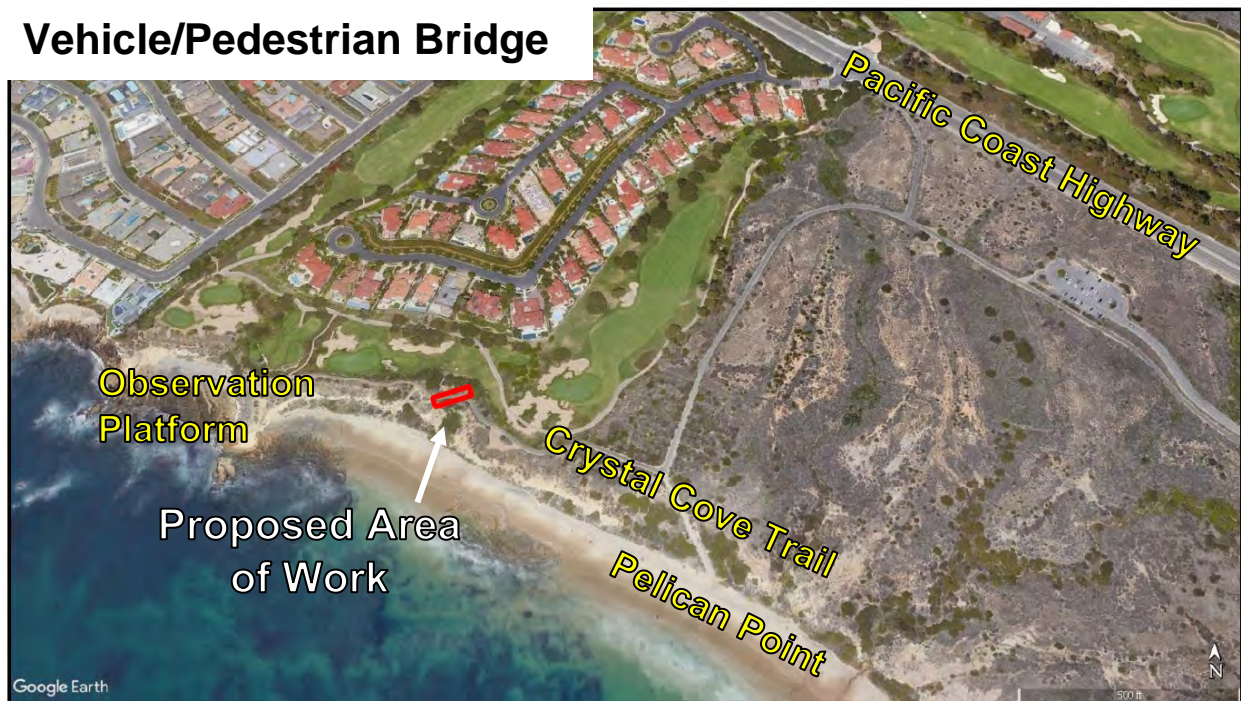 Vehicle/Pedestrian Bridge
Pacific Coast Highway
Observation
Platform
Crystal Cove Trail
Proposed Area
of Work
Pelican Point
N
Google Earth
500 ft